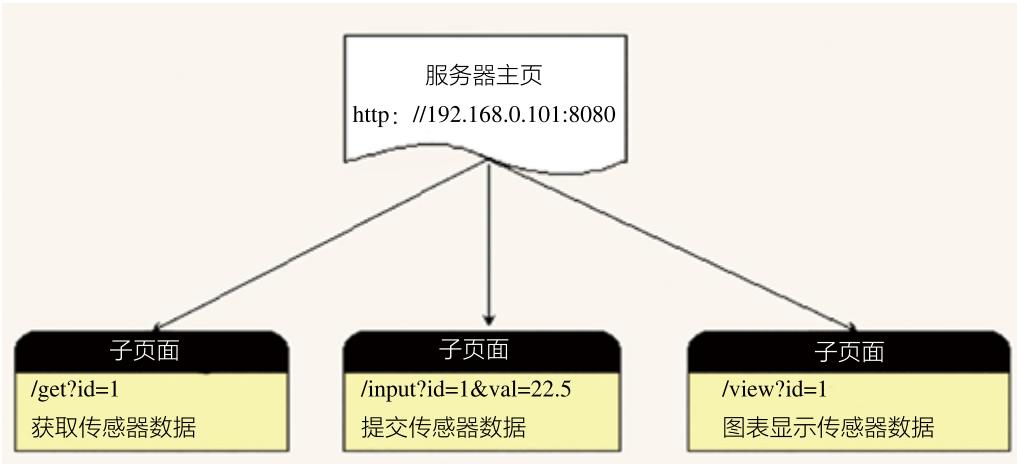 服务器主页
http：//192.168.0.101:8080
子页面
/get?id=1
获取传感器数据
子页面
/input?id=1&val=22.5
提交传感器数据
子页面
/view?id=1
图表显示传感器数据